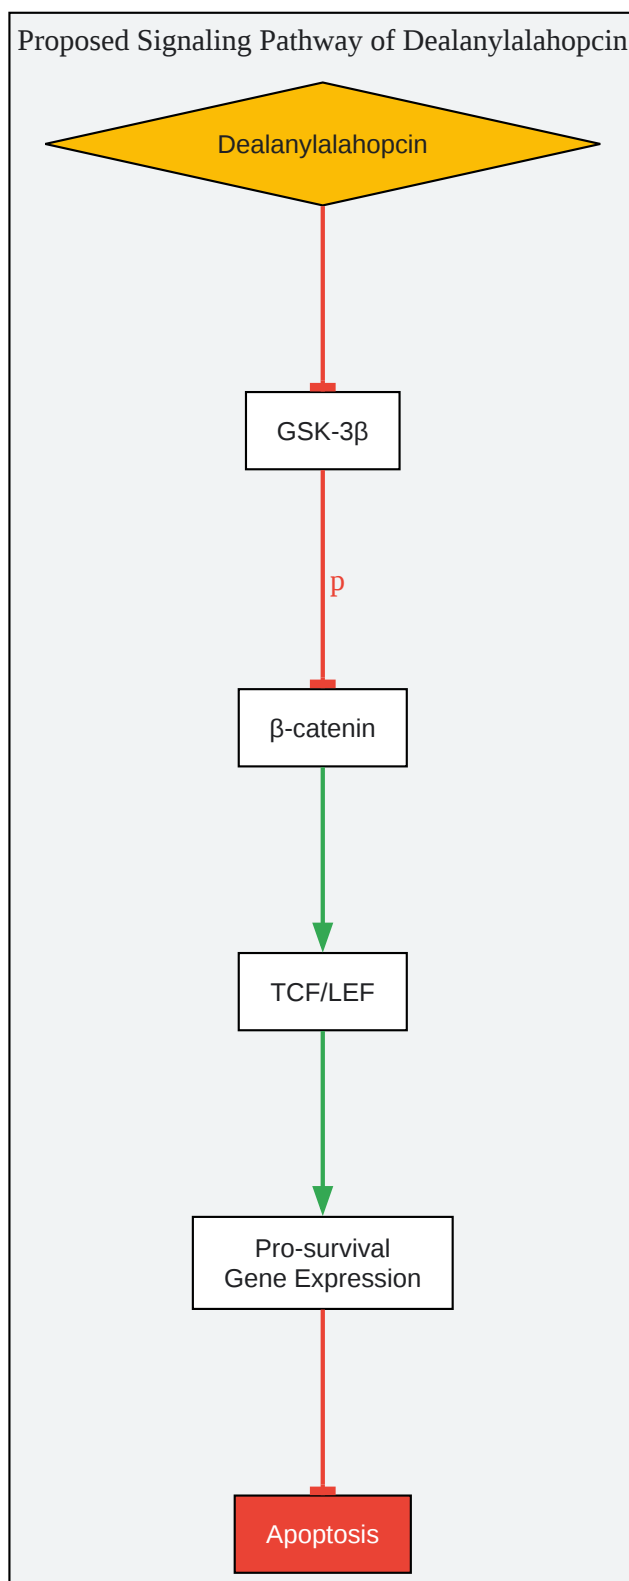 Proposed Signaling Pathway of Dealanylalahopcin
Dealanylalahopcin
GSK-3β
p
β-catenin
TCF/LEF
Pro-survival
Gene Expression
Apoptosis